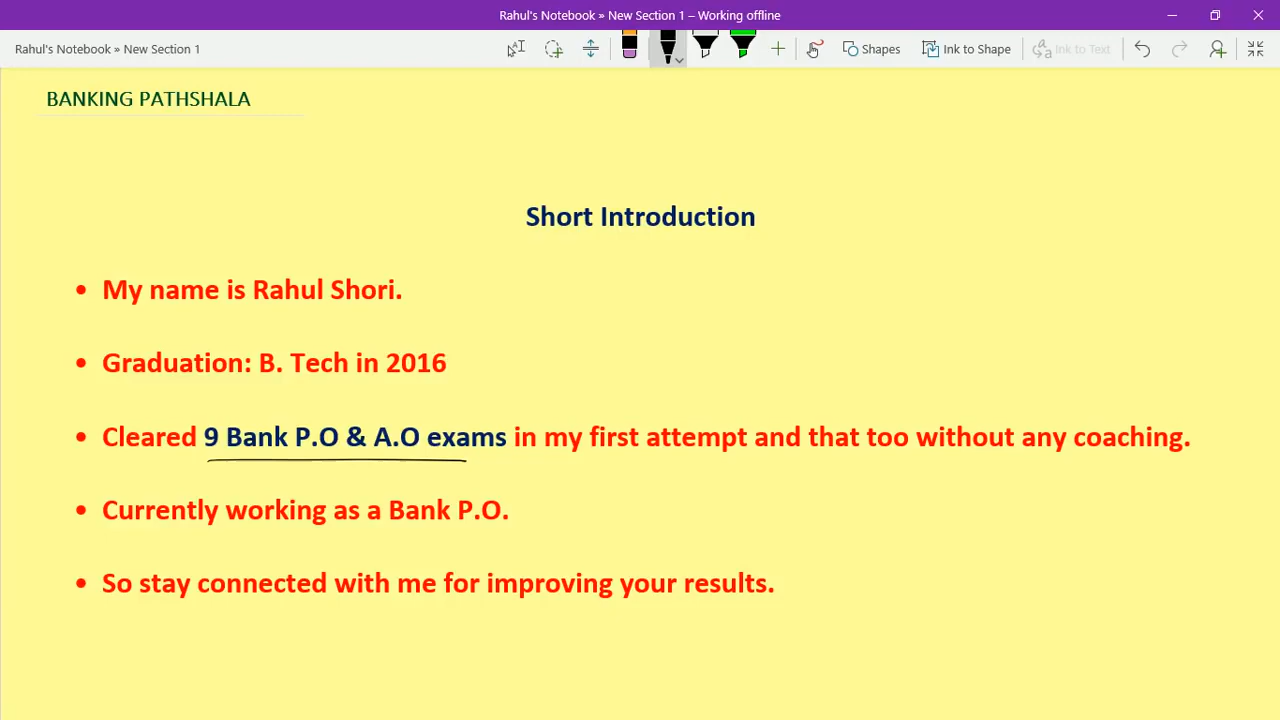 Rahul's Notebook » New Section 1 – Working offline
Rahul's Notebook » New Section 1
Shapes
Ink to Shape
Ink to Text
BANKING PATHSHALA
Short Introduction
• My name is Rahul Shori.
• Graduation: B. Tech in 2016
• Cleared 9 Bank P.O & A.O exams in my first attempt and that too without any coaching.
• Currently working as a Bank P.O.
• So stay connected with me for improving your results.